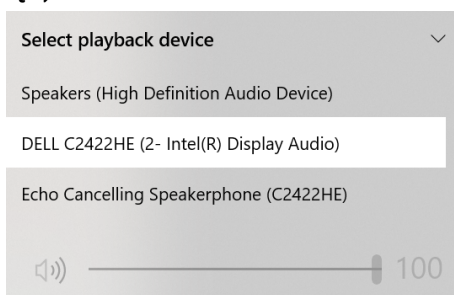 Select playback device
Speakers (High Definition Audio Device)
DELL C2422HE (2- Intel(R) Display Audio)
Echo Cancelling Speakerphone (C2422HE)
100